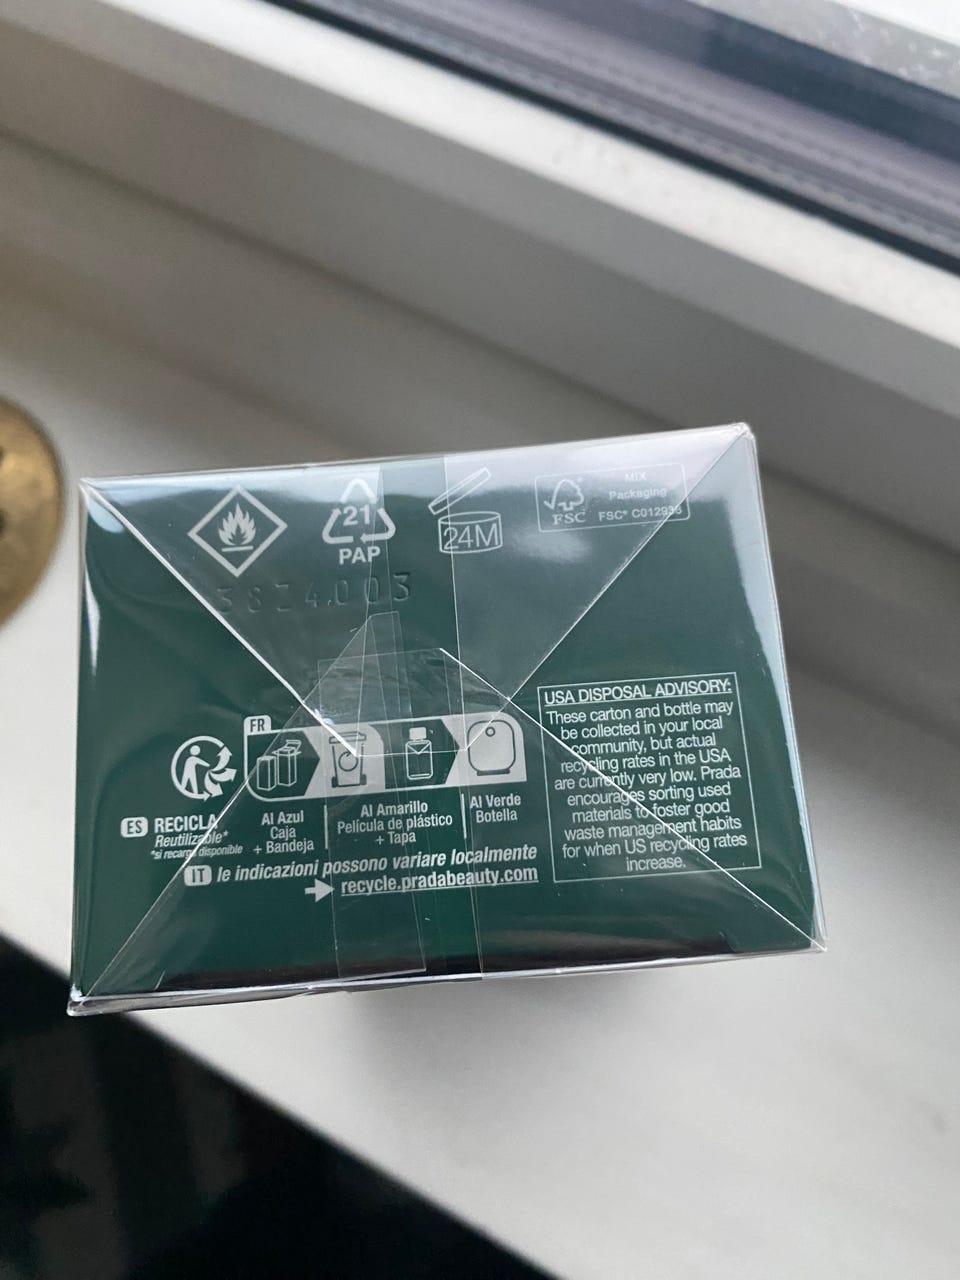 21
PAP
24M
FSC
MIX
Packaging
FSC® C012938
FR
ES RECICLA
Reutilizable*
*si recarga disponible
Al Azul
Caja
+ Bandeja
Al Amarillo
Película de plástico
+ Tapa
Al Verde
Botella
IT le indicazioni possono variare localmente
recycle.pradabeauty.com
USA DISPOSAL ADVISORY:
These carton and bottle may
be collected in your local
community, but actual
recycling rates in the USA
are currently very low. Prada
encourages sorting used
materials to foster good
waste management habits
for when US recycling rates
increase.